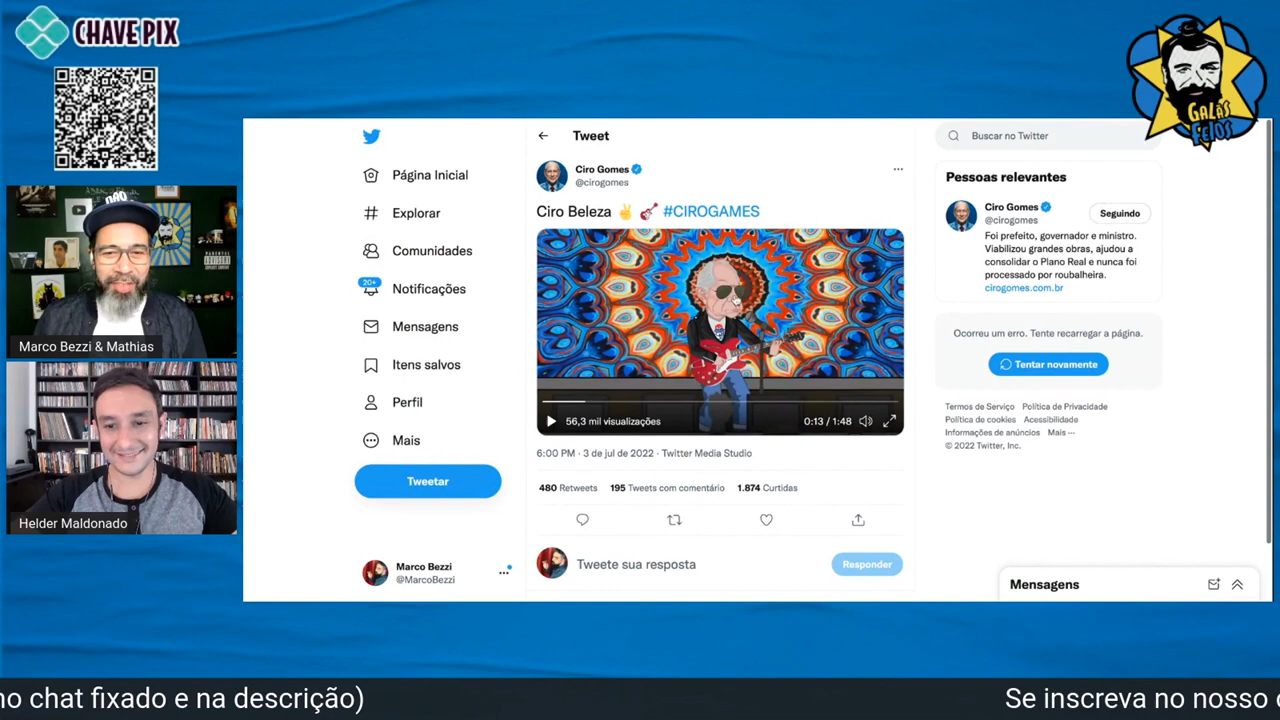 CHAVE PIX
GALÃS
FEIOS
NÃO
Marco Bezzi & Mathias
Helder Maldonado
Página Inicial
Explorar
Comunidades
20+
Notificações
Mensagens
Itens salvos
Perfil
Mais
Tweetar
Marco Bezzi
@MarcoBezzi
Tweet
Ciro Gomes
@cirogomes
Ciro Beleza ✌️ 🎸 #CIROGAMES
56,3 mil visualizações
0:13 / 1:48
6:00 PM · 3 de jul de 2022 · Twitter Media Studio
480 Retweets 195 Tweets com comentário 1.874 Curtidas
Tweete sua resposta
Responder
Buscar no Twitter
Pessoas relevantes
Ciro Gomes
@cirogomes
Seguindo
Foi prefeito, governador e ministro.
Viabilizou grandes obras, ajudou a
consolidar o Plano Real e nunca foi
processado por roubalheira.
cirogomes.com.br
Ocorreu um erro. Tente recarregar a página.
Tentar novamente
Termos de Serviço Política de Privacidade
Política de cookies Acessibilidade
Informações de anúncios Mais ···
© 2022 Twitter, Inc.
Mensagens
no chat fixado e na descrição) Se inscreva no nosso